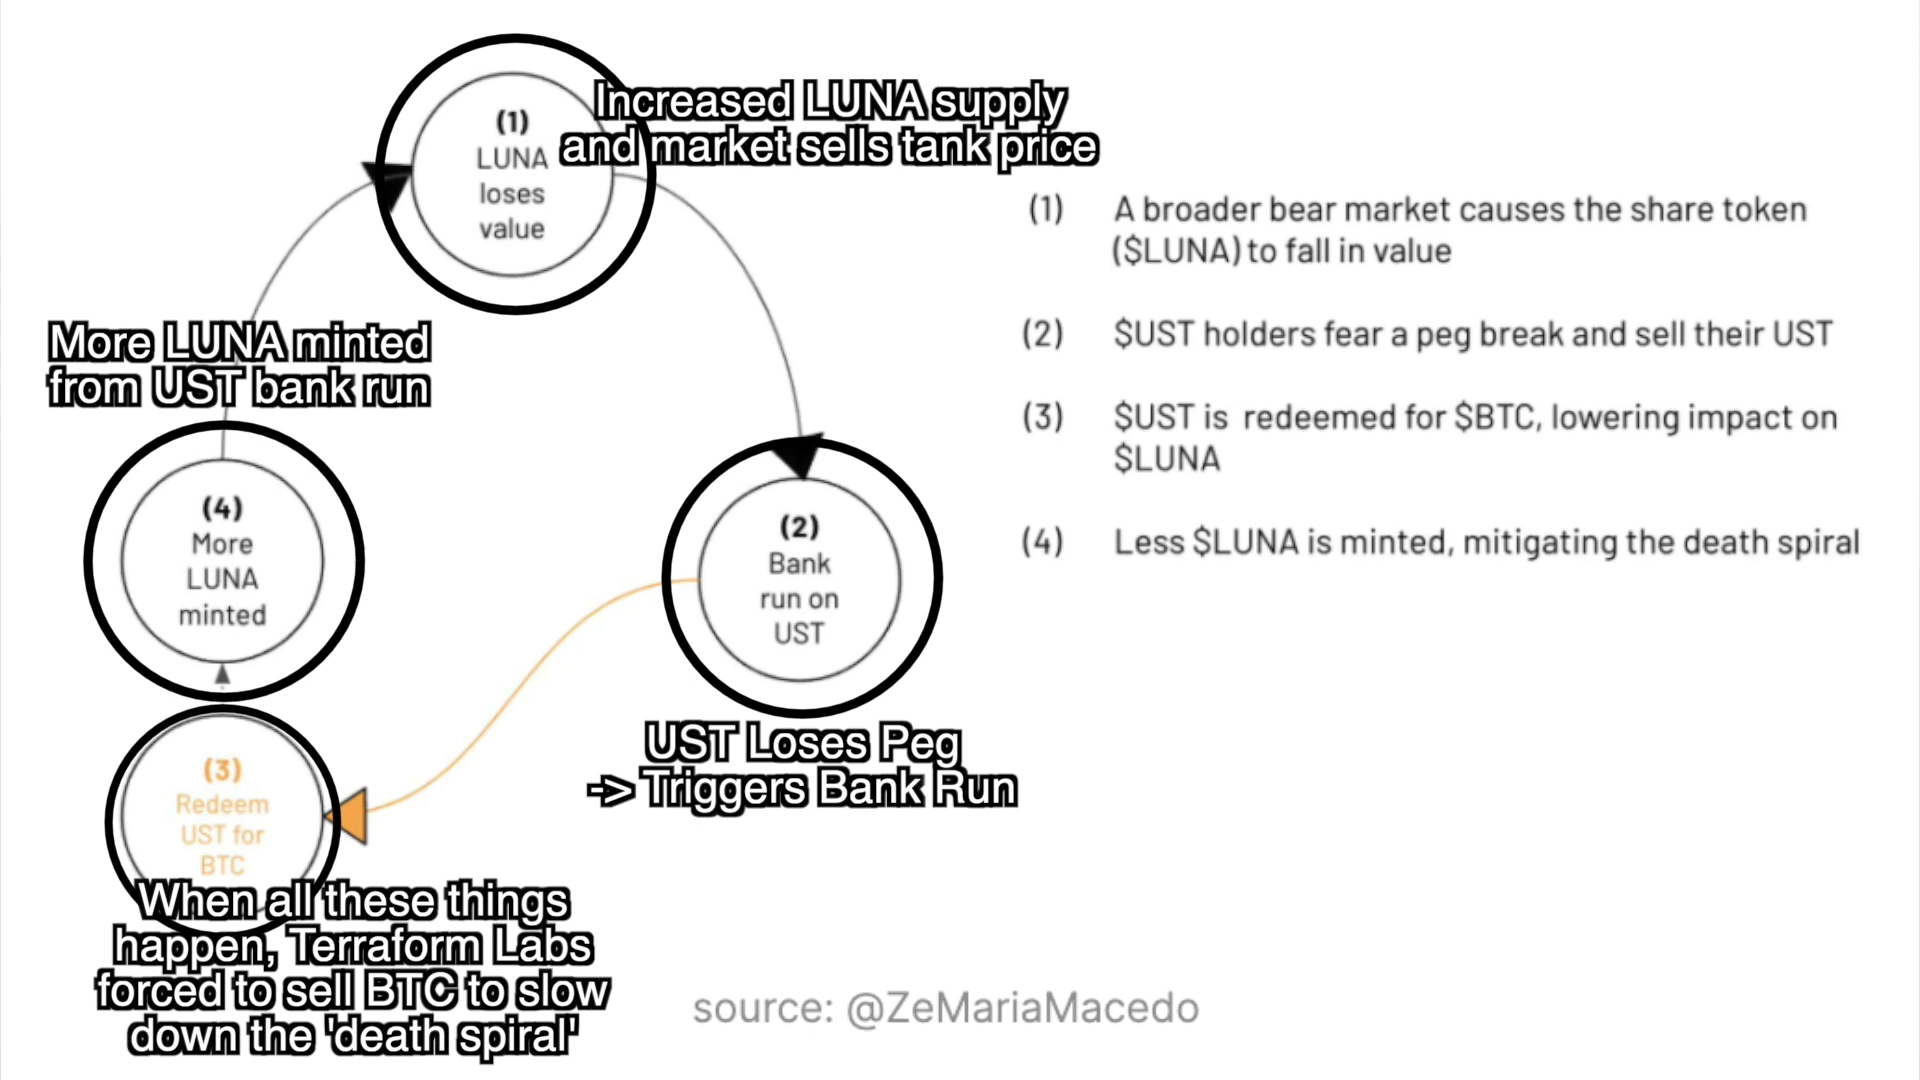 (1)
LUNA
loses
value
Increased LUNA supply
and market sells tank price
(1) A broader bear market causes the share token
($LUNA) to fall in value
(2) $UST holders fear a peg break and sell their UST
(3) $UST is redeemed for $BTC, lowering impact on
$LUNA
(4) Less $LUNA is minted, mitigating the death spiral
More LUNA minted
from UST bank run
(4)
More
LUNA
minted
(2)
Bank
run on
UST
UST Loses Peg
-> Triggers Bank Run
(3)
Redeem
UST for
BTC
When all these things
happen, Terraform Labs
forced to sell BTC to slow
down the 'death spiral'
source: @ZeMariaMacedo